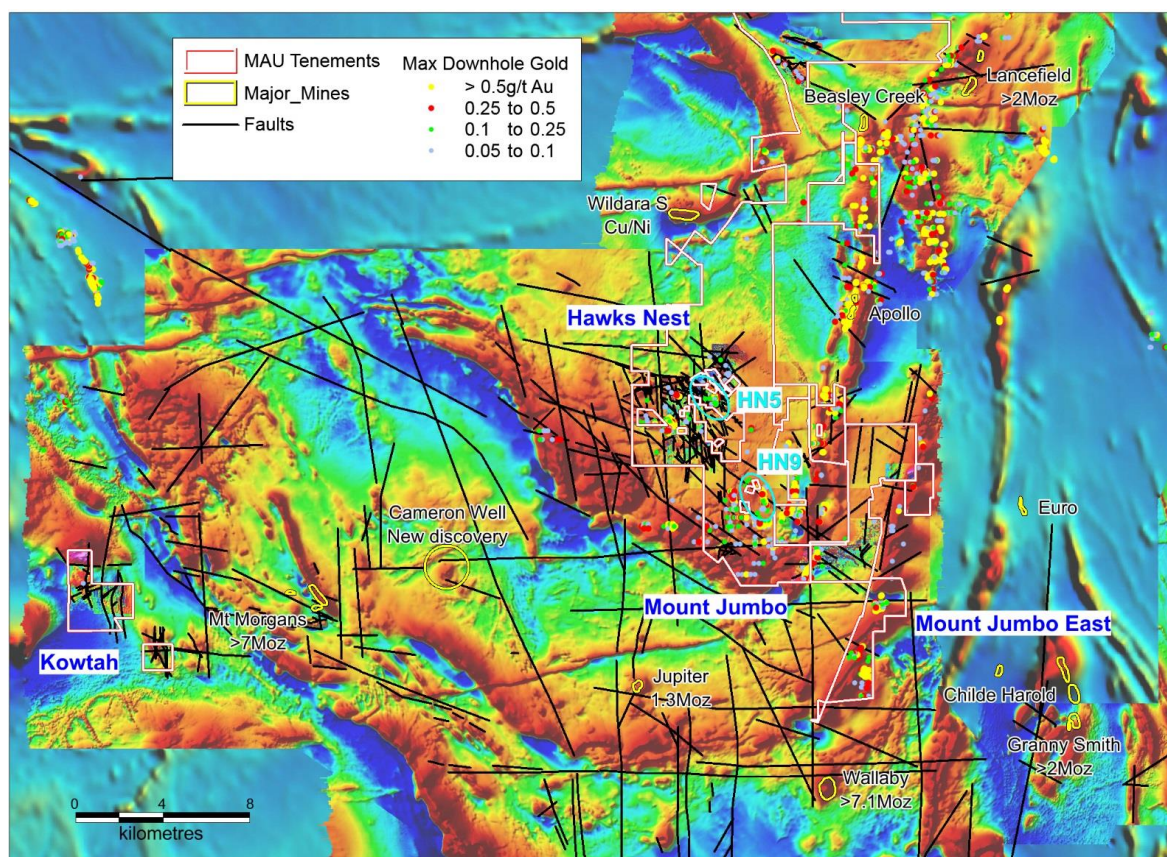 MAU Tenements
Major_Mines
Faults
Max Downhole Gold
> 0.5g/t Au
0.25 to 0.5
0.1 to 0.25
0.05 to 0.1
Lancefield
>2Moz
Beasley Creek
Wildara S
Cu/Ni
Apollo
Hawks Nest
HN5
HN9
Euro
Cameron Well
New discovery
Mt Morgans
>7Moz
Kowtah
Mount Jumbo
Mount Jumbo East
Jupiter
1.3Moz
Childe Harold
Granny Smith
>2Moz
Wallaby
>7.1Moz
0 4 8
kilometres